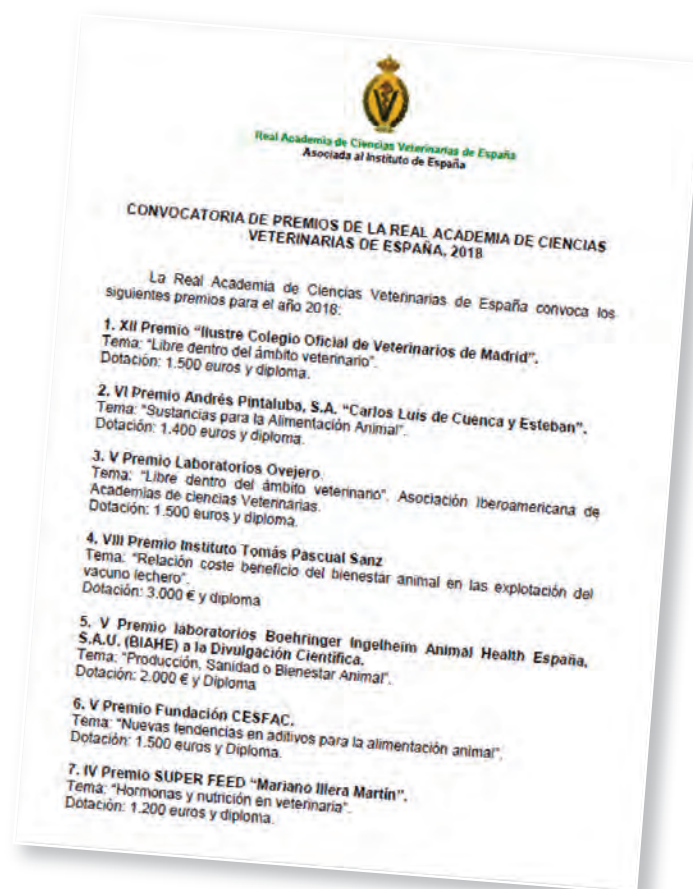 Real Academia de Ciencias Veterinarias de España
Asociada al Instituto de España
CONVOCATORIA DE PREMIOS DE LA REAL ACADEMIA DE CIENCIAS
VETERINARIAS DE ESPAÑA, 2018
La Real Academia de Ciencias Veterinarias de España convoca los
siguientes premios para el año 2018:
1. XII Premio “Ilustre Colegio Oficial de Veterinarios de Madrid”.
Tema: “Libre dentro del ámbito veterinario”.
Dotación: 1.500 euros y diploma.
2. VI Premio Andrés Pintaluba, S.A. “Carlos Luis de Cuenca y Esteban”.
Tema: “Sustancias para la Alimentación Animal”.
Dotación: 1.400 euros y diploma.
3. V Premio Laboratorios Ovejero.
Tema: “Libre dentro del ámbito veterinario”. Asociación Iberoamericana de
Academias de ciencias Veterinarias.
Dotación: 1.500 euros y diploma.
4. VIII Premio Instituto Tomás Pascual Sanz
Tema: “Relación coste beneficio del bienestar animal en las explotación del
vacuno lechero”.
Dotación: 3.000 € y diploma
5. V Premio laboratorios Boehringer Ingelheim Animal Health España,
S.A.U. (BIAHE) a la Divulgación Científica.
Tema: “Producción, Sanidad o Bienestar Animal”.
Dotación: 2.000 € y Diploma
6. V Premio Fundación CESFAC.
Tema: “Nuevas tendencias en aditivos para la alimentación animal”.
Dotación: 1.500 euros y Diploma.
7. IV Premio SUPER FEED “Mariano Illera Martín”.
Tema: “Hormonas y nutrición en veterinaria”.
Dotación: 1.200 euros y diploma.